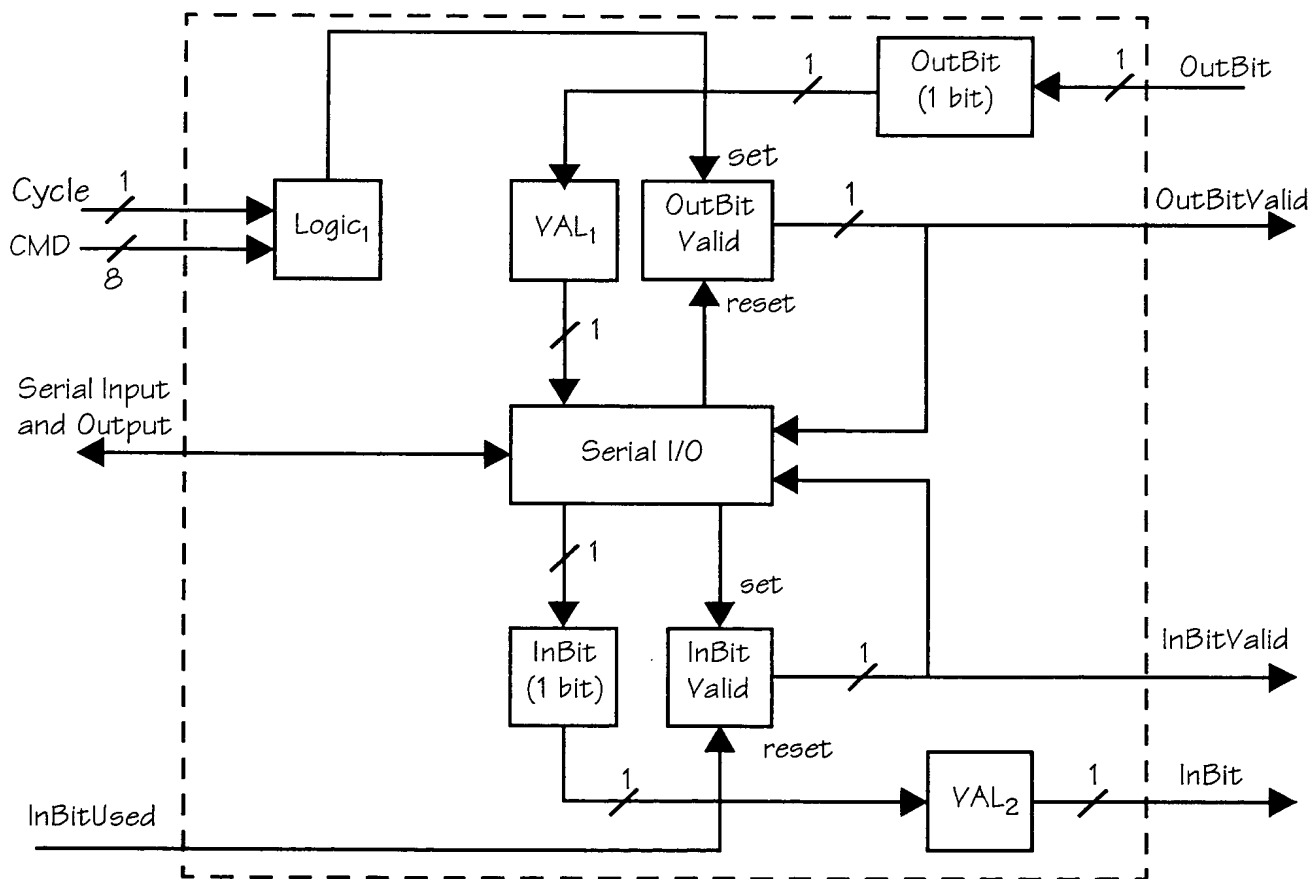 OutBit
(1 bit)
1
1
OutBit
set
Cycle
1
CMD
8
Logic₁
VAL₁
OutBit
Valid
1
OutBitValid
reset
1
Serial Input
and Output
Serial I/O
1
set
InBit
(1 bit)
InBit
Valid
1
InBitValid
reset
1
VAL₂
1
InBit
InBitUsed